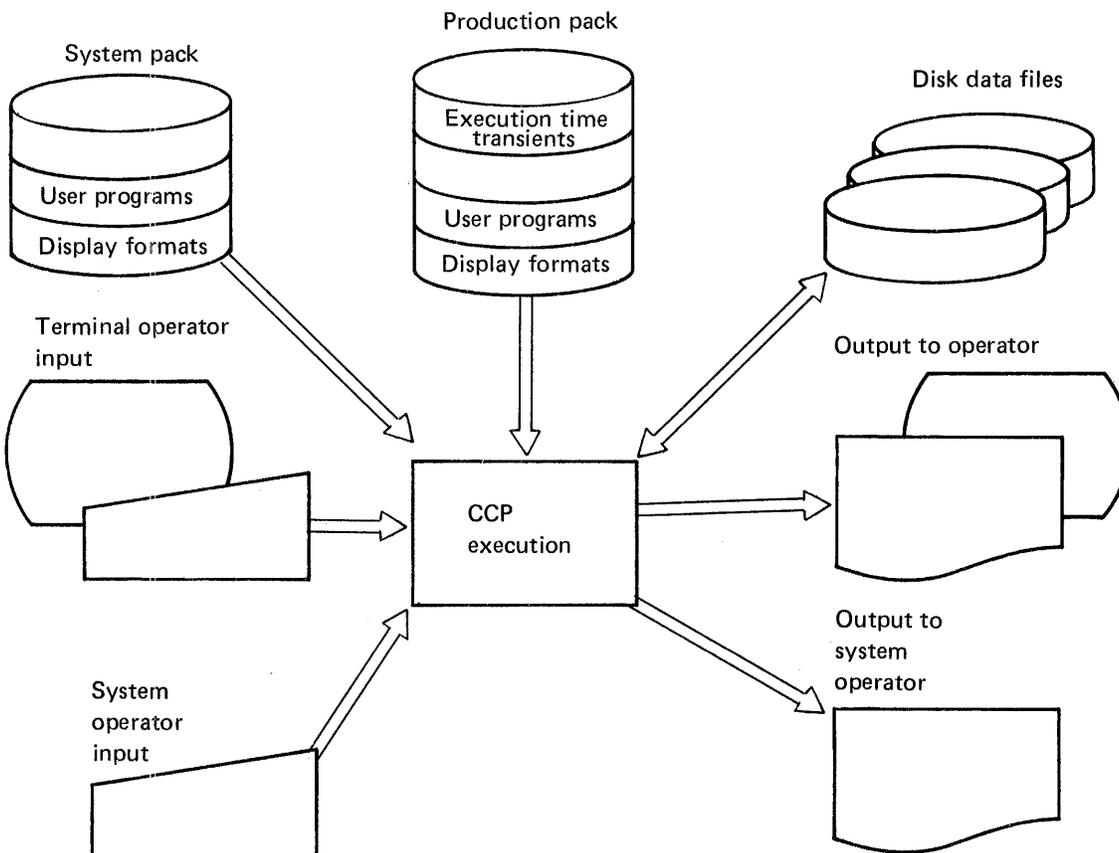 Production pack
System pack
Disk data files
Execution time
transients
User programs
Display formats
User programs
Display formats
Terminal operator
input
Output to operator
CCP
execution
Output to
system
operator
System
operator
input